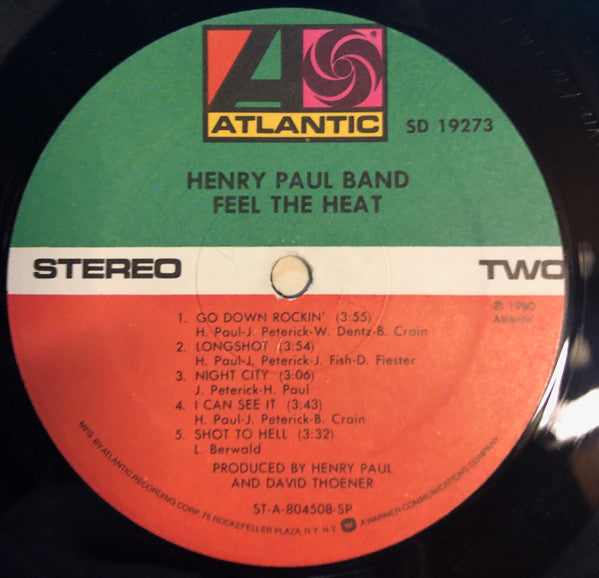 ATLANTIC
SD 19273
HENRY PAUL BAND
FEEL THE HEAT
STEREO
TWO
℗ 1980
Atlantic
1. GO DOWN ROCKIN' (3:55)
H. Paul-J. Peterick-W. Dentz-B. Crain
2. LONGSHOT (3:54)
H. Paul-J. Peterick-J. Fish-D. Fiester
3. NIGHT CITY (3:06)
J. Peterick-H. Paul
4. I CAN SEE IT (3:43)
H. Paul-J. Peterick-B. Crain
5. SHOT TO HELL (3:32)
L. Berwald
PRODUCED BY HENRY PAUL
AND DAVID THOENER
ST-A-804508-SP
MFG. BY ATLANTIC RECORDING CORP. 75 ROCKEFELLER PLAZA, N.Y. N.Y. A WARNER COMMUNICATIONS COMPANY